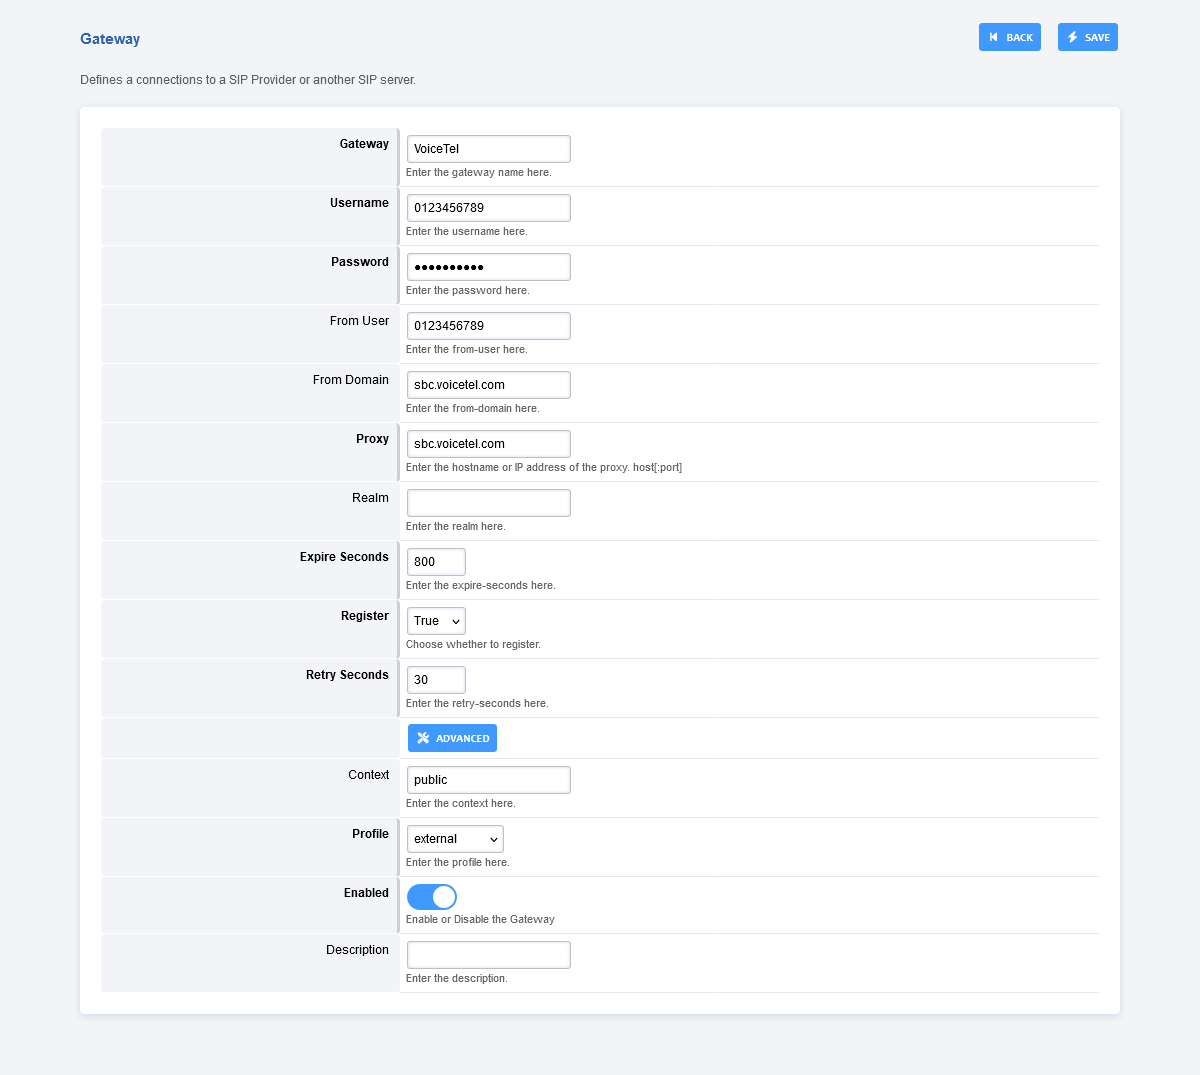 Gateway
BACK
SAVE
Defines a connections to a SIP Provider or another SIP server.
Gateway
VoiceTel
Enter the gateway name here.
Username
0123456789
Enter the username here.
Password
●●●●●●●●●●
Enter the password here.
From User
0123456789
Enter the from-user here.
From Domain
sbc.voicetel.com
Enter the from-domain here.
Proxy
sbc.voicetel.com
Enter the hostname or IP address of the proxy. host[:port]
Realm
Enter the realm here.
Expire Seconds
800
Enter the expire-seconds here.
Register
True
Choose whether to register.
Retry Seconds
30
Enter the retry-seconds here.
ADVANCED
Context
public
Enter the context here.
Profile
external
Enter the profile here.
Enabled
Enable or Disable the Gateway
Description
Enter the description.